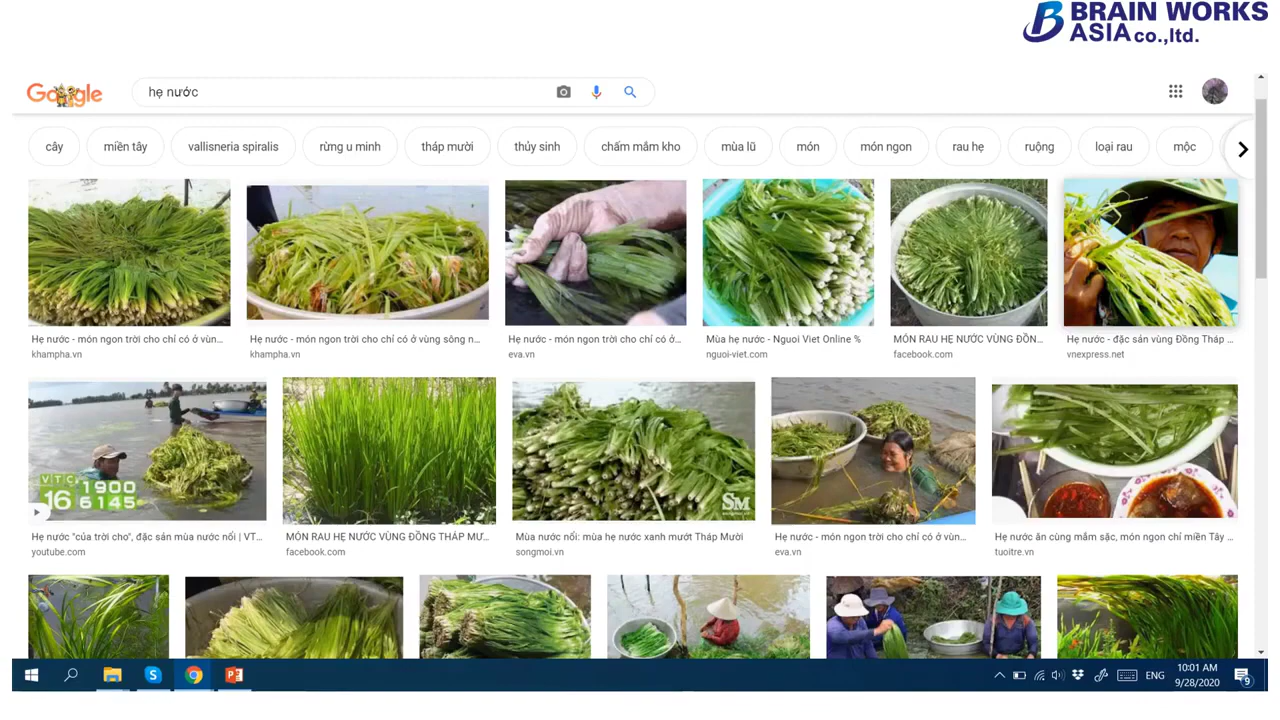 BRAIN WORKS
ASIA co.,ltd.
Google
hẹ nước
cây
miền tây
vallisneria spiralis
rừng u minh
tháp mười
thủy sinh
chấm mắm kho
mùa lũ
món
món ngon
rau hẹ
ruộng
loại rau
mộc
Hẹ nước - món ngon trời cho chỉ có ở vùn...
khampha.vn
Hẹ nước - món ngon trời cho chỉ có ở vùng sông n...
khampha.vn
Hẹ nước - món ngon trời cho chỉ có ở...
eva.vn
Mùa hẹ nước - Nguoi Viet Online %
nguoi-viet.com
MÓN RAU HẸ NƯỚC VÙNG ĐỒN...
facebook.com
Hẹ nước - đặc sản vùng Đồng Tháp ...
vnexpress.net
VTC
16
1900
6145
SM
Hẹ nước "của trời cho", đặc sản mùa nước nổi | VT...
youtube.com
MÓN RAU HẸ NƯỚC VÙNG ĐỒNG THÁP MƯ...
facebook.com
Mùa nước nổi: mùa hẹ nước xanh mướt Tháp Mười
songmoi.vn
Hẹ nước - món ngon trời cho chỉ có ở vùn...
eva.vn
Hẹ nước ăn cùng mắm sặc, món ngon chỉ miền Tây ...
tuoitre.vn
ENG
10:01 AM
9/28/2020
9